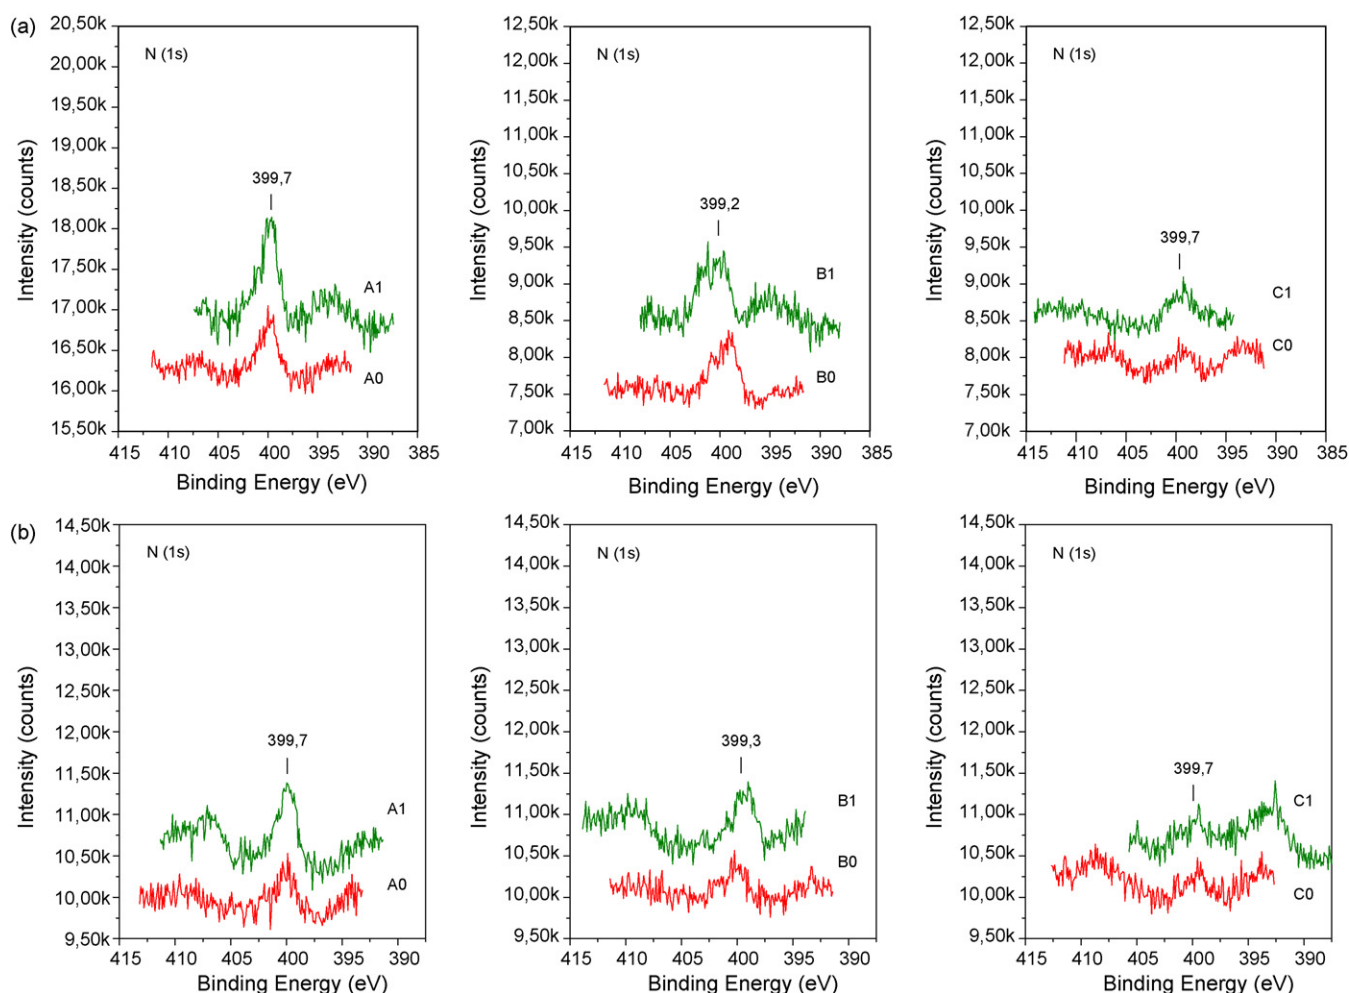 (a)
Intensity (counts)
20,50k
20,00k
19,50k
19,00k
18,50k
18,00k
17,50k
17,00k
16,50k
16,00k
15,50k
N (1s)
399,7
A1
A0
415 410 405 400 395 390 385
Binding Energy (eV)
Intensity (counts)
12,50k
12,00k
11,50k
11,00k
10,50k
10,00k
9,50k
9,00k
8,50k
8,00k
7,50k
7,00k
N (1s)
399,2
B1
B0
415 410 405 400 395 390 385
Binding Energy (eV)
Intensity (counts)
12,50k
12,00k
11,50k
11,00k
10,50k
10,00k
9,50k
9,00k
8,50k
8,00k
7,50k
7,00k
N (1s)
399,7
C1
C0
415 410 405 400 395 390 385
Binding Energy (eV)
(b)
Intensity (counts)
14,50k
14,00k
13,50k
13,00k
12,50k
12,00k
11,50k
11,00k
10,50k
10,00k
9,50k
N (1s)
399,7
A1
A0
415 410 405 400 395 390
Binding Energy (eV)
Intensity (counts)
14,50k
14,00k
13,50k
13,00k
12,50k
12,00k
11,50k
11,00k
10,50k
10,00k
9,50k
N (1s)
399,3
B1
B0
415 410 405 400 395 390
Binding Energy (eV)
Intensity (counts)
14,50k
14,00k
13,50k
13,00k
12,50k
12,00k
11,50k
11,00k
10,50k
10,00k
9,50k
N (1s)
399,7
C1
C0
415 410 405 400 395 390
Binding Energy (eV)